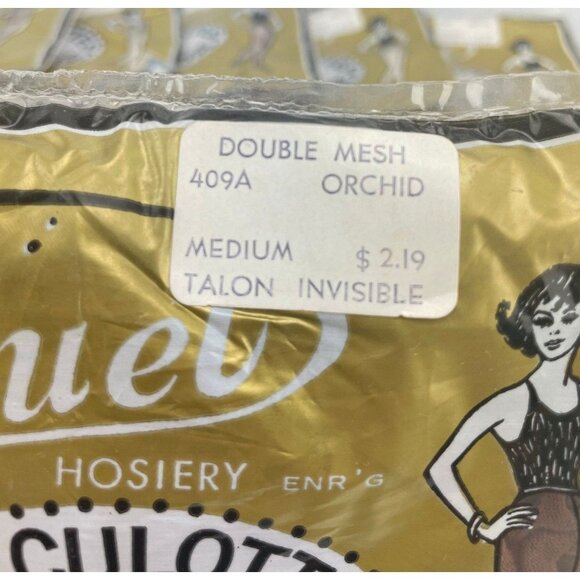 DOUBLE MESH
409A ORCHID
MEDIUM $2.19
TALON INVISIBLE
HOSIERY ENR'G